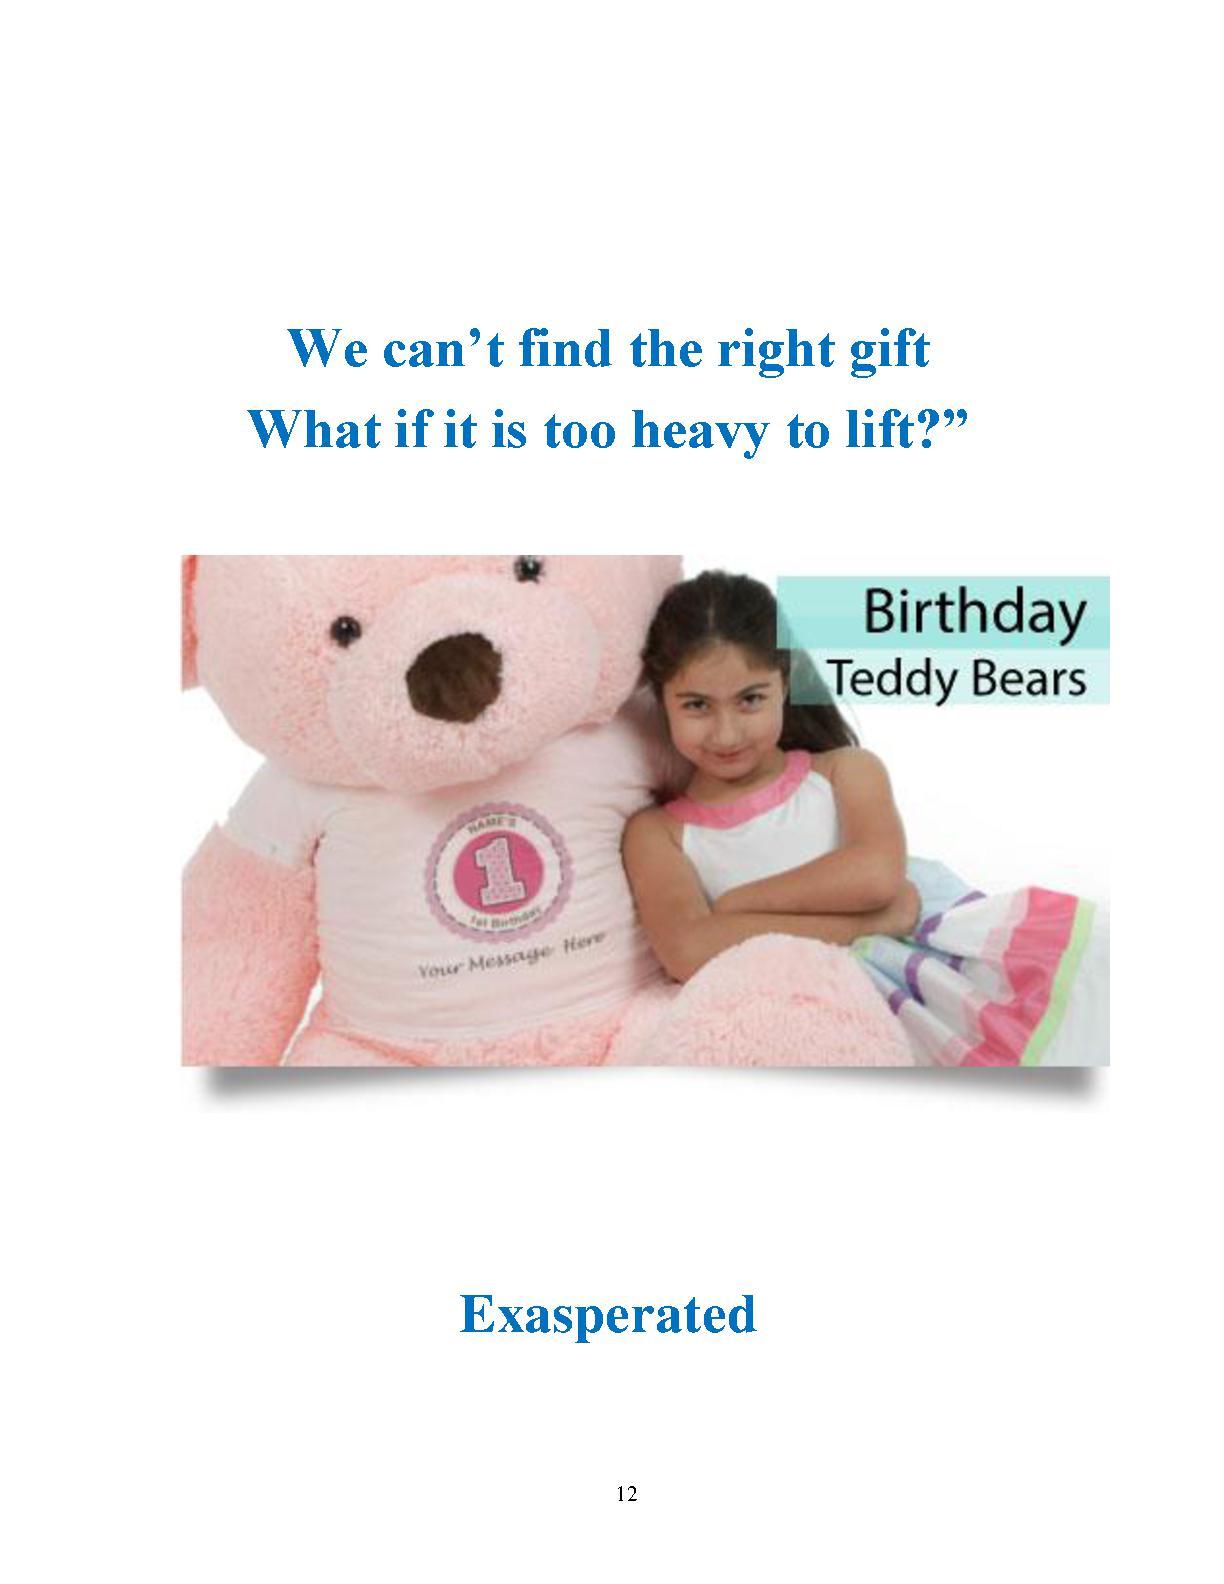 We can’t find the right gift
What if it is too heavy to lift?”
Birthday
Teddy Bears
NAME'S
1
1st Birthday
Your Message Here
Exasperated
12